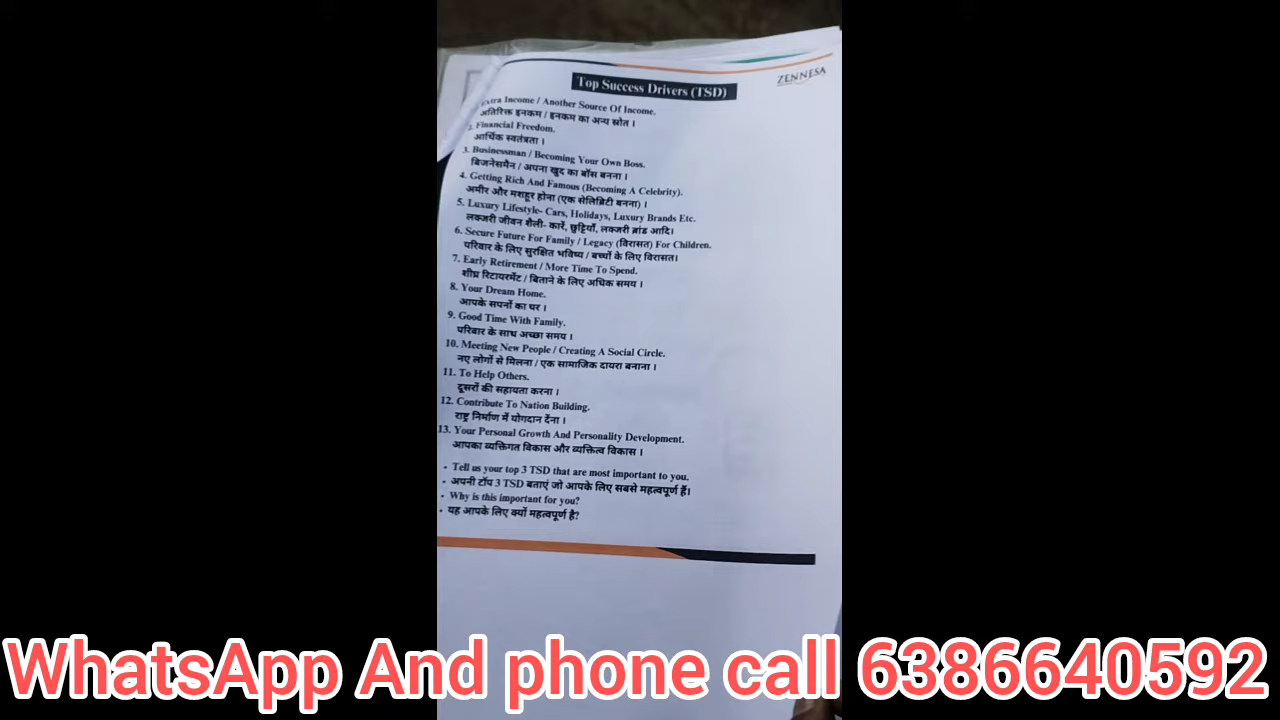 ZENNESA
Top Success Drivers (TSD)
Extra Income / Another Source Of Income.
अतिरिक्त इनकम / इनकम का अन्य स्रोत ।
2. Financial Freedom.
आर्थिक स्वतंत्रता ।
3. Businessman / Becoming Your Own Boss.
बिजनेसमैन / अपना खुद का बॉस बनना ।
4. Getting Rich And Famous (Becoming A Celebrity).
अमीर और मशहूर होना (एक सेलिब्रिटी बनना) ।
5. Luxury Lifestyle- Cars, Holidays, Luxury Brands Etc.
लक्जरी जीवन शैली- कारें, छुट्टियाँ, लक्जरी ब्रांड आदि।
6. Secure Future For Family / Legacy (विरासत) For Children.
परिवार के लिए सुरक्षित भविष्य / बच्चों के लिए विरासत।
7. Early Retirement / More Time To Spend.
शीघ्र रिटायरमेंट / बिताने के लिए अधिक समय ।
8. Your Dream Home.
आपके सपनों का घर ।
9. Good Time With Family.
परिवार के साथ अच्छा समय ।
10. Meeting New People / Creating A Social Circle.
नए लोगों से मिलना / एक सामाजिक दायरा बनाना ।
11. To Help Others.
दूसरों की सहायता करना ।
12. Contribute To Nation Building.
राष्ट्र निर्माण में योगदान देंना ।
13. Your Personal Growth And Personality Development.
आपका व्यक्तिगत विकास और व्यक्तित्व विकास ।
• Tell us your top 3 TSD that are most important to you.
• अपनी टॉप 3 TSD बताएं जो आपके लिए सबसे महत्वपूर्ण हैं।
• Why is this important for you?
• यह आपके लिए क्यों महत्वपूर्ण है?
WhatsApp And phone call 6386640592